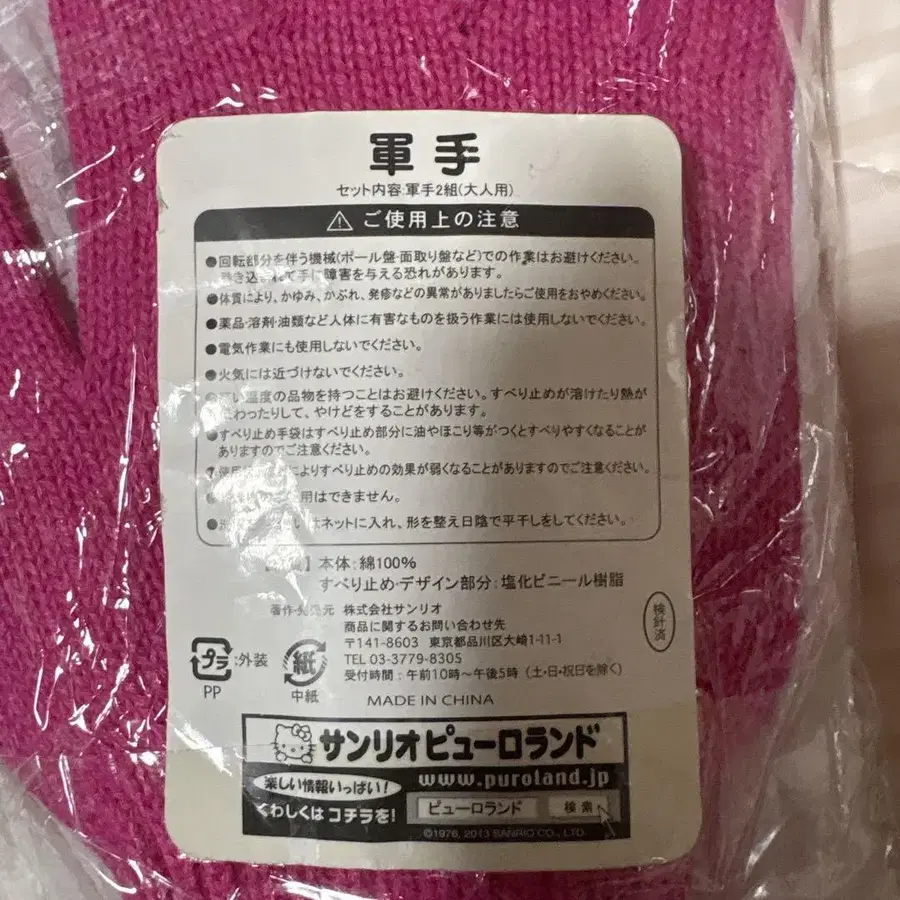 軍手
セット内容:軍手2組(大人用)
⚠ご使用上の注意
●回転部分を伴う機械(ボール盤·面取り盤など)での作業はお避けください。
巻き込まれて手に障害を与える恐れがあります。
●体質により、かゆみ、かぶれ、発疹などの異常がありましたらご使用をおやめください。
●薬品·溶剤·油類など人体に有害なものを扱う作業には使用しないでください。
●電気作業にも使用しないでください。
●火気には近づけないでください。
温度の品物を持つことはお避けください。すべり止めが溶けたり熱が
伝わったりして、やけどをすることがあります。
●すべり止め手袋はすべり止め部分に油やほこり等がつくとすべりやすくなることが
ありますのでご注意ください。
使用によりすべり止めの効果が弱くなることがありますのでご注意ください。
用はできません。
はネットに入れ、形を整え日陰で平干しをしてください。
】本体:綿100%
すべり止め·デザイン部分:塩化ビニール樹脂
著作·発売元 株式会社サンリオ
商品に関するお問い合わせ先
〒141-8603 東京都品川区大崎1-11-1
TEL 03-3779-8305
受付時間:午前10時〜午後5時(土·日·祝日を除く)
検針済
プラ:外装
PP
紙
中紙
MADE IN CHINA
サンリオピューロランド
www.puroland.jp
楽しい情報いっぱい!
くわしくはコチラを!
ピューロランド 検索
©1976, 2013 SANRIO CO., LTD.